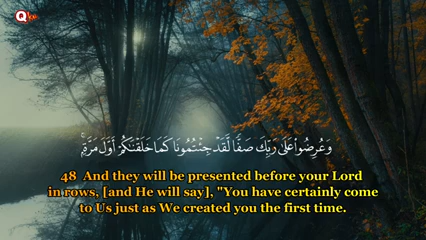 Q
وَعُرِضُوا۟ عَلَىٰ رَبِّكَ صَفًّا لَّقَدْ جِئْتُمُونَا كَمَا خَلَقْنَـٰكُمْ أَوَّلَ مَرَّةٍۭ ۚ
48 And they will be presented before your Lord
in rows, [and He will say], "You have certainly come
to Us just as We created you the first time.